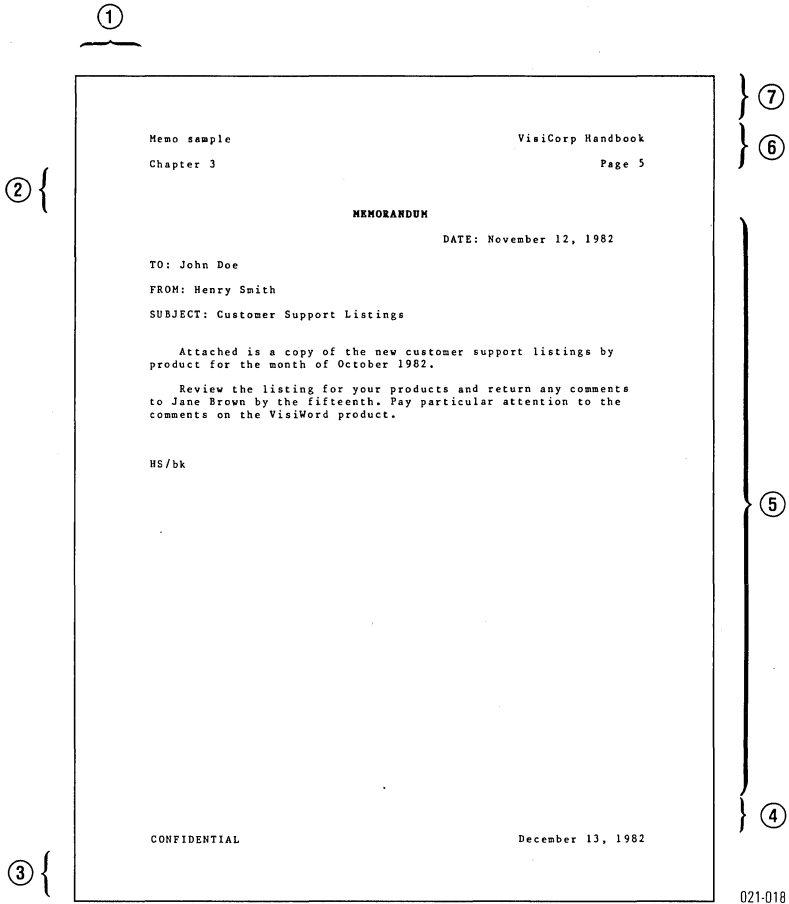 1
7
Memo sample VisiCorp Handbook
6
Chapter 3 Page 5
2
MEMORANDUM
DATE: November 12, 1982
TO: John Doe
FROM: Henry Smith
SUBJECT: Customer Support Listings
Attached is a copy of the new customer support listings by
product for the month of October 1982.
Review the listing for your products and return any comments
to Jane Brown by the fifteenth. Pay particular attention to the
comments on the VisiWord product.
HS/bk
5
4
CONFIDENTIAL December 13, 1982
3
021-018